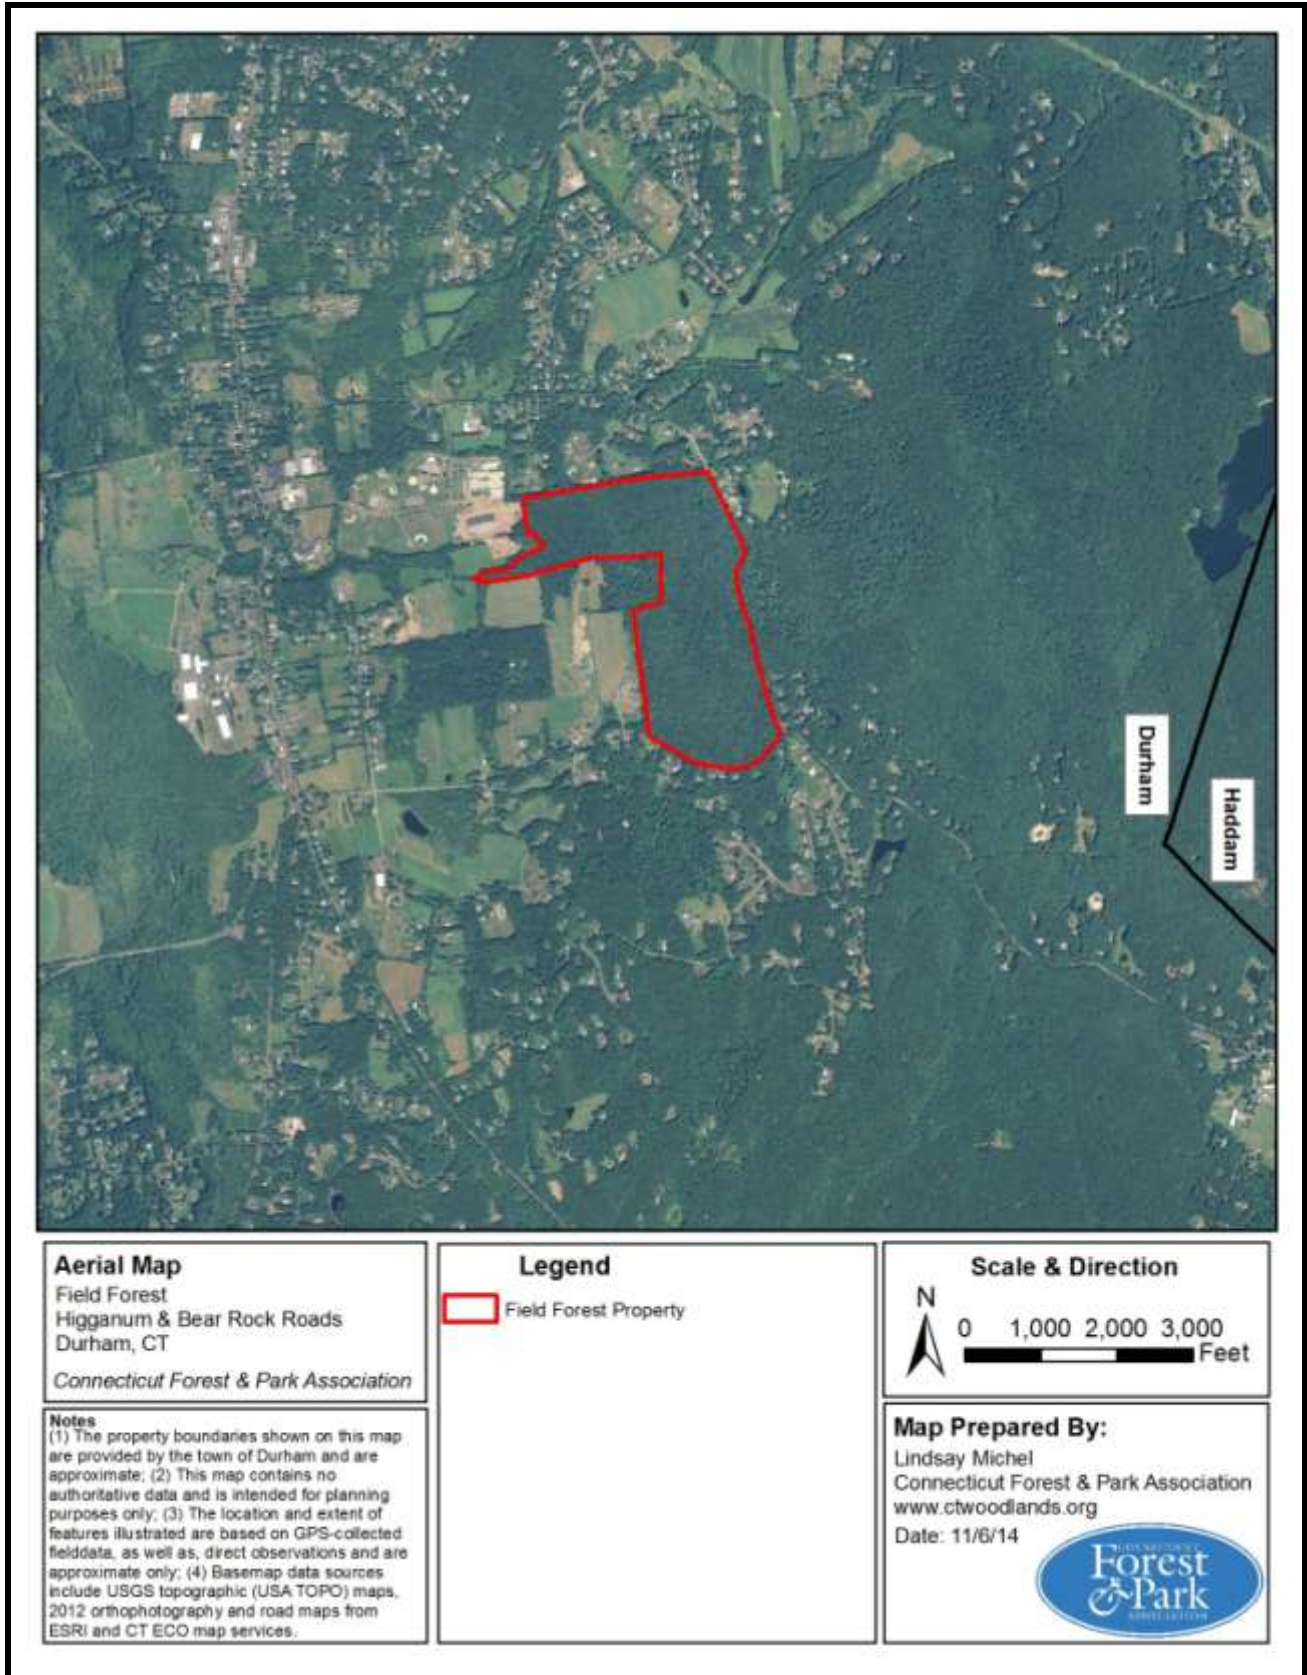 Durham
Haddam
Aerial Map
Field Forest
Higganum & Bear Rock Roads
Durham, CT
Connecticut Forest & Park Association
Notes
(1) The property boundaries shown on this map
are provided by the town of Durham and are
approximate; (2) This map contains no
authoritative data and is intended for planning
purposes only; (3) The location and extent of
features illustrated are based on GPS-collected
fielddata, as well as, direct observations and are
approximate only; (4) Basemap data sources
include USGS topographic (USA TOPO) maps,
2012 orthophotography and road maps from
ESRI and CT ECO map services.
Legend
Field Forest Property
Scale & Direction
N
0 1,000 2,000 3,000
Feet
Map Prepared By:
Lindsay Michel
Connecticut Forest & Park Association
www.ctwoodlands.org
Date: 11/6/14
Forest
& Park